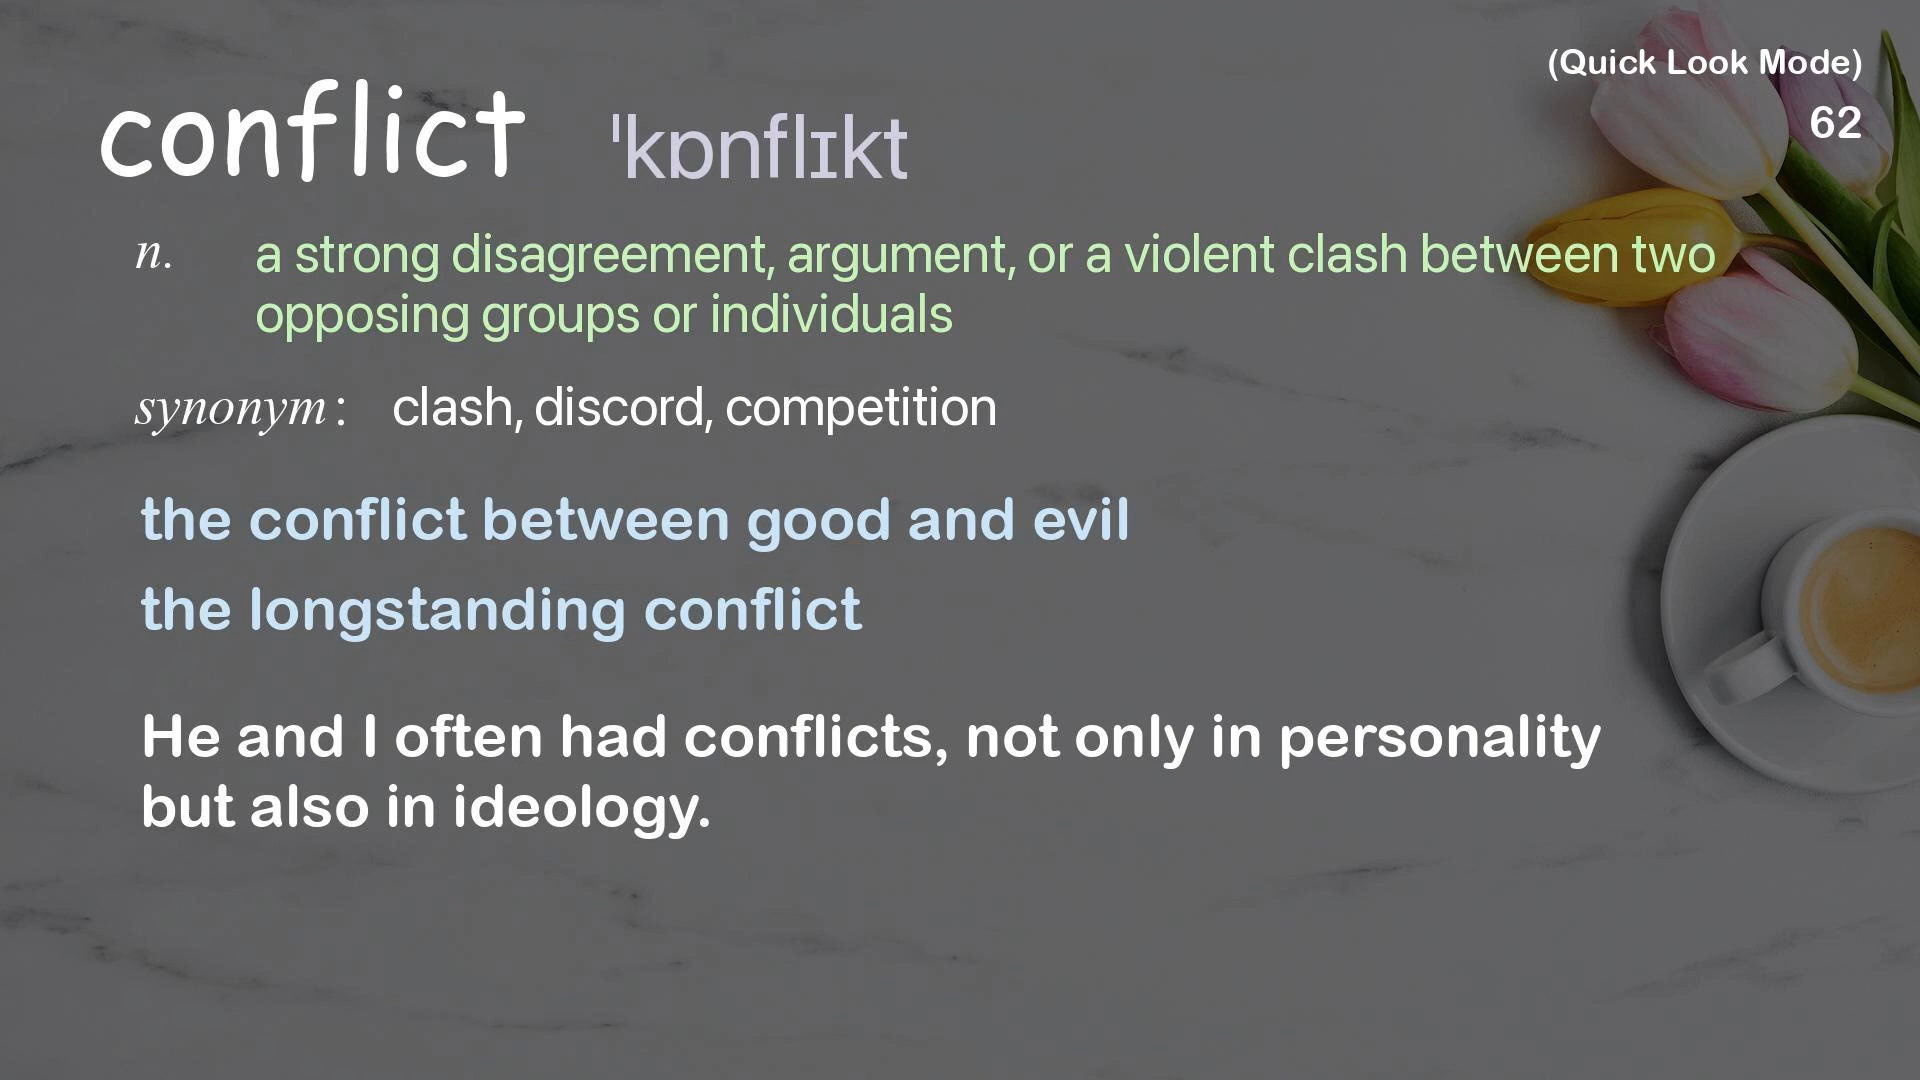 (Quick Look Mode)
62
conflict ˈkɒnflɪkt
n. a strong disagreement, argument, or a violent clash between two
opposing groups or individuals
synonym: clash, discord, competition
the conflict between good and evil
the longstanding conflict
He and I often had conflicts, not only in personality
but also in ideology.